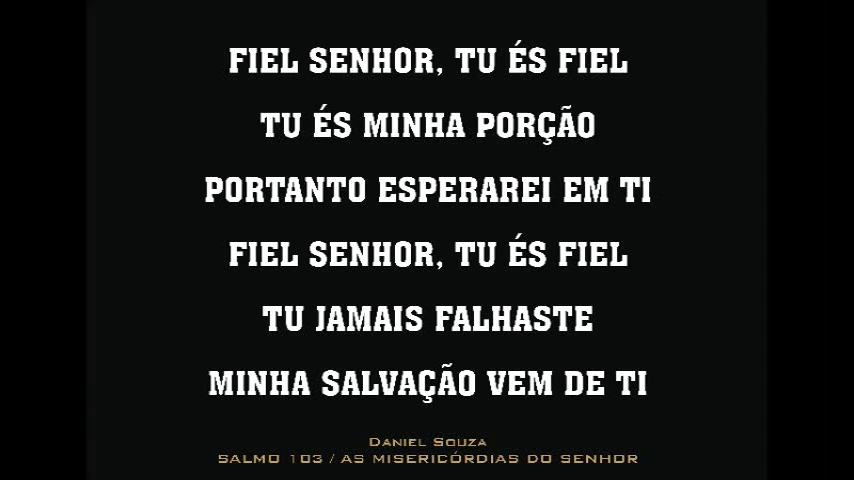 FIEL SENHOR, TU ÉS FIEL
TU ÉS MINHA PORÇÃO
PORTANTO ESPERAREI EM TI
FIEL SENHOR, TU ÉS FIEL
TU JAMAIS FALHASTE
MINHA SALVAÇÃO VEM DE TI
Daniel Souza
SALMO 103 / AS MISERICÓRDIAS DO SENHOR